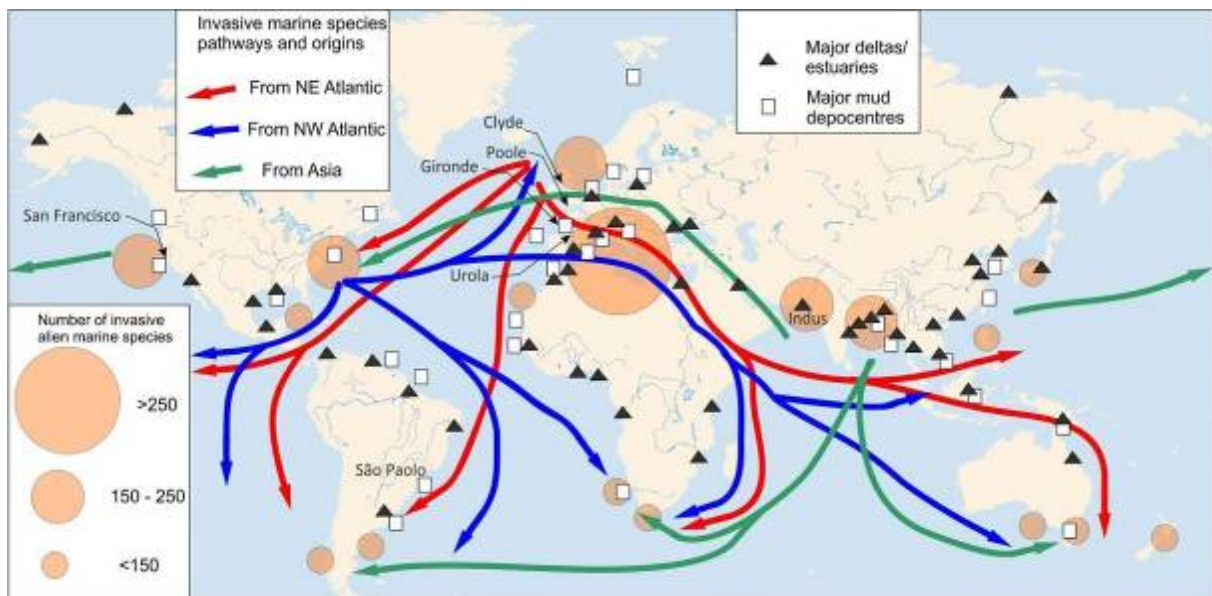 Invasive marine species
pathways and origins
From NE Atlantic
From NW Atlantic
From Asia
Major deltas/
estuaries
Major mud
depocentres
Clyde
Poole
Gironde
San Francisco
Urola
Indus
Number of invasive
alien marine species
>250
150 - 250
<150
São Paolo